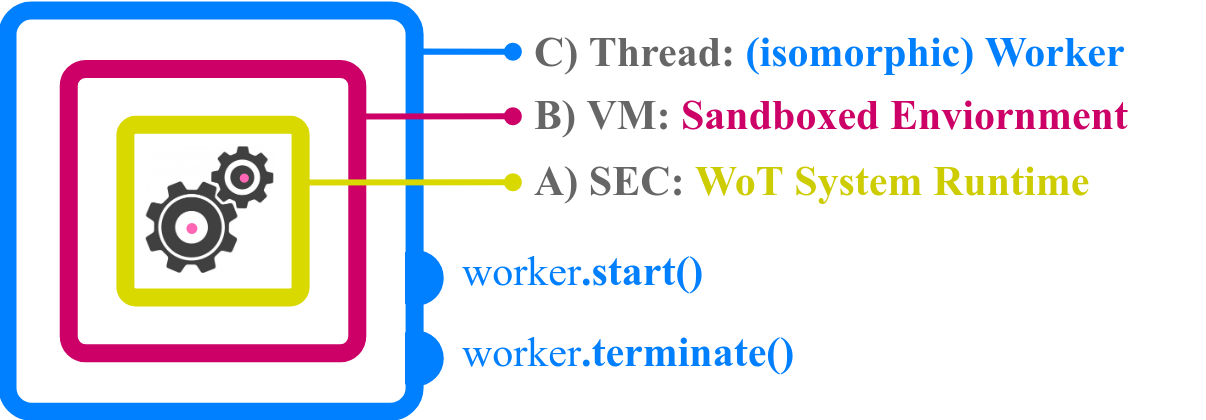 C) Thread: (isomorphic) Worker
B) VM: Sandboxed Enviornment
A) SEC: WoT System Runtime
worker.start()
worker.terminate()